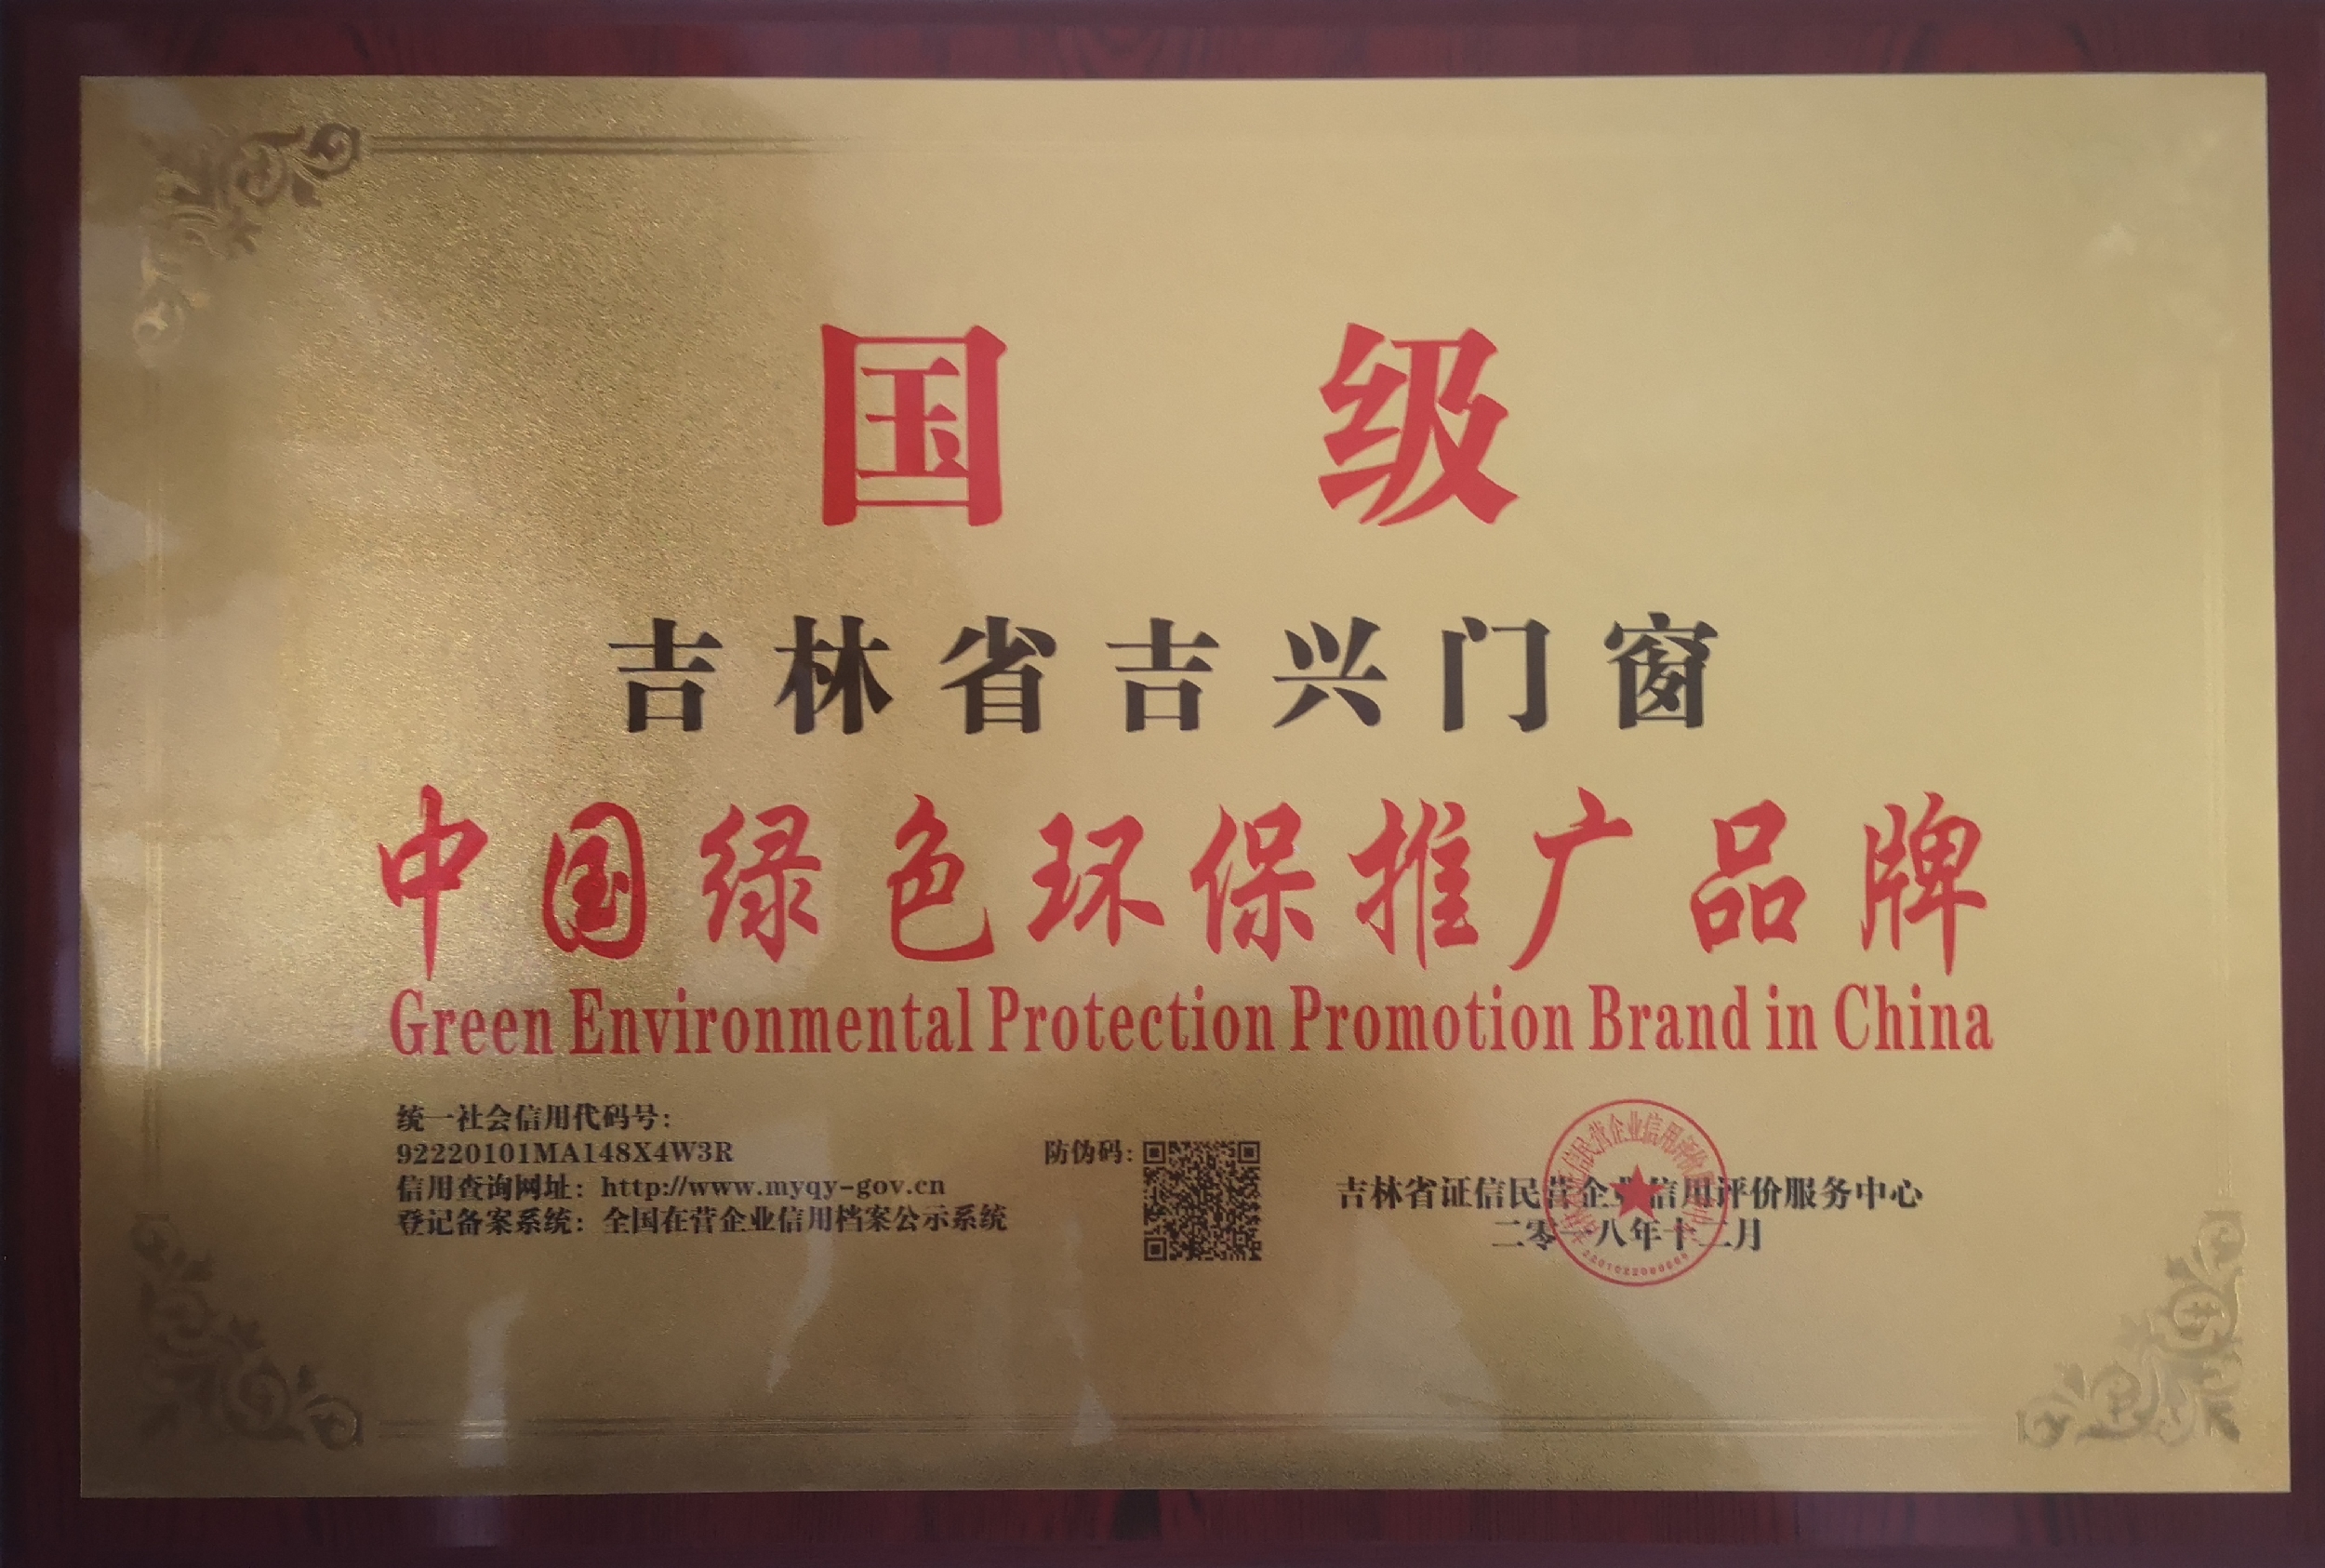 国 级
吉林省吉兴门窗
中国绿色环保推广品牌
Green Environmental Protection Promotion Brand in China
统一社会信用代码号:
92220101MA148X4W3R
信用查询网址: http://www.myqy-gov.cn
登记备案系统: 全国在营企业信用档案公示系统
防伪码:
吉林省证信民营企业信用评价服务中心
二零一八年十二月